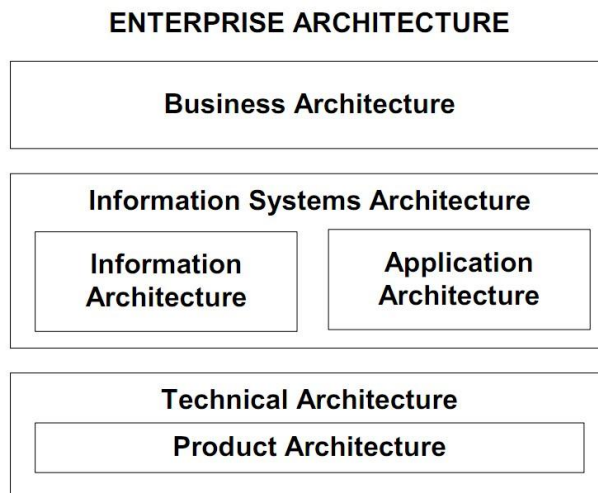 ENTERPRISE ARCHITECTURE
Business Architecture
Information Systems Architecture
Information
Architecture
Application
Architecture
Technical Architecture
Product Architecture